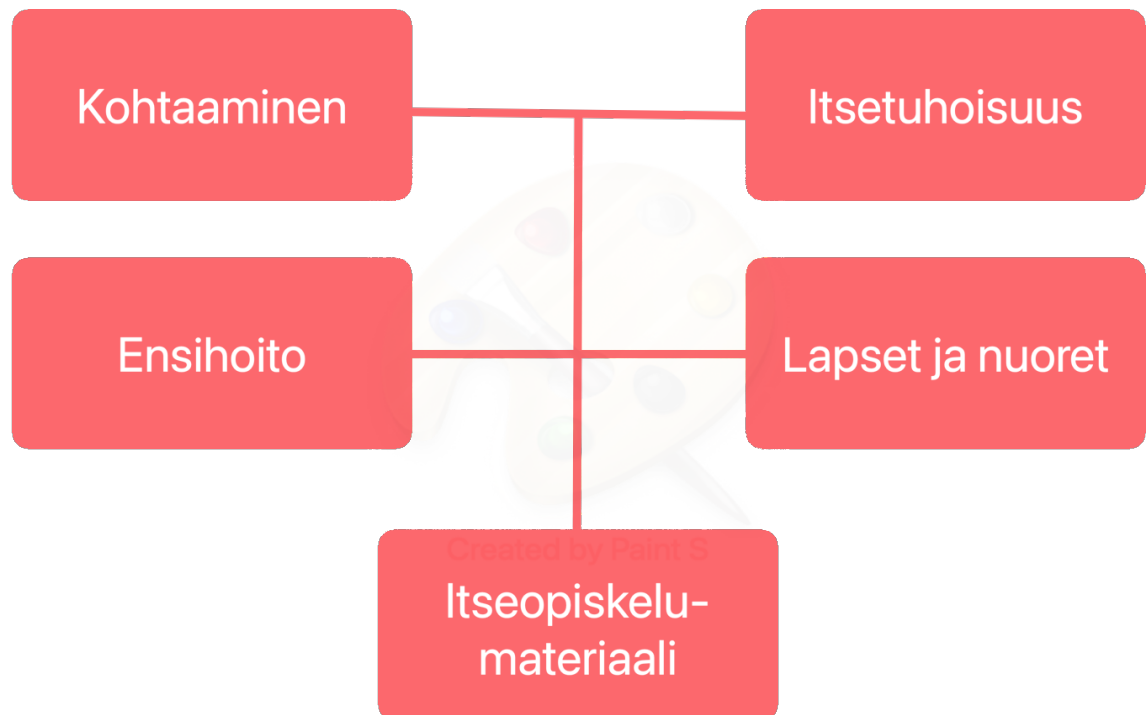 Kohtaaminen
Itsetuhoisuus
Ensihoito
Lapset ja nuoret
Created by Paint S
Itseopiskelu-
materiaali